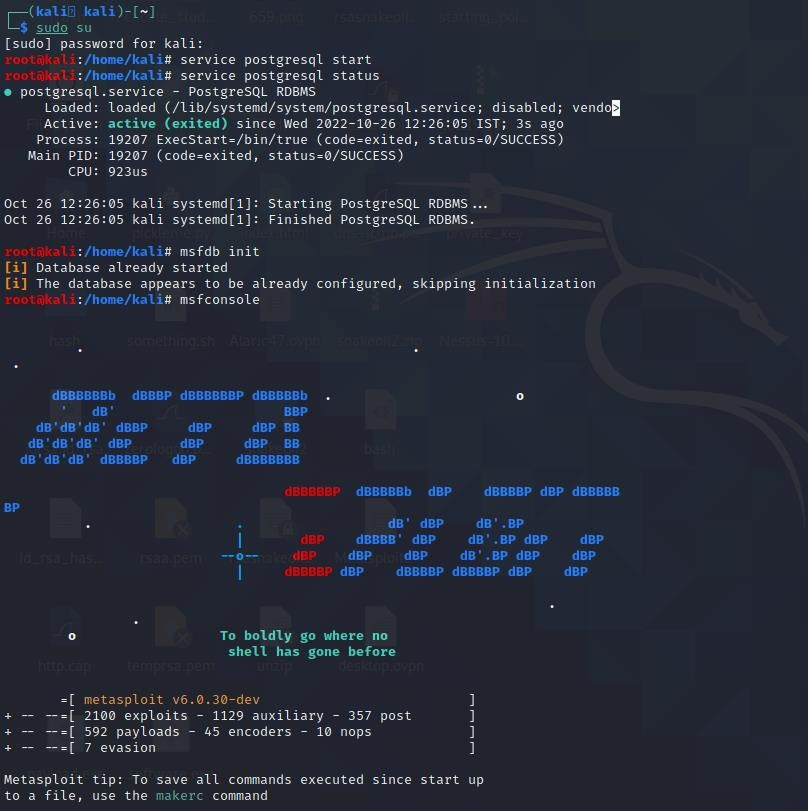 (kali㉿kali)-[~]
$ sudo su
[sudo] password for kali:
root@kali:/home/kali# service postgresql start
root@kali:/home/kali# service postgresql status
● postgresql.service - PostgreSQL RDBMS
Loaded: loaded (/lib/systemd/system/postgresql.service; disabled; vendo>
Active: active (exited) since Wed 2022-10-26 12:26:05 IST; 3s ago
Process: 19207 ExecStart=/bin/true (code=exited, status=0/SUCCESS)
Main PID: 19207 (code=exited, status=0/SUCCESS)
CPU: 923us
Oct 26 12:26:05 kali systemd[1]: Starting PostgreSQL RDBMS...
Oct 26 12:26:05 kali systemd[1]: Finished PostgreSQL RDBMS.
root@kali:/home/kali# msfdb init
[i] Database already started
[i] The database appears to be already configured, skipping initialization
root@kali:/home/kali# msfconsole
dBBBBBBb dBBBP dBBBBBBP dBBBBBb . o
' dB' BBP
dB'dB'dB' dBBP dBP dBP BB
dB'dB'dB' dBP dBP dBP BB
dB'dB'dB' dBBBBP dBP dBBBBBBB
dBBBBBP dBBBBBb dBP dBBBBP dBP dBBBBB
BP
. . dB' dBP dB'.BP
| dBP dBBBB' dBP dB'.BP dBP dBP
--o-- dBP dBP dBP dB'.BP dBP dBP
| dBBBBP dBP dBBBBP dBBBBP dBP dBP
.
.
o To boldly go where no
shell has gone before
=[ metasploit v6.0.30-dev ]
+ -- --=[ 2100 exploits - 1129 auxiliary - 357 post ]
+ -- --=[ 592 payloads - 45 encoders - 10 nops ]
+ -- --=[ 7 evasion ]
Metasploit tip: To save all commands executed since start up
to a file, use the makerc command